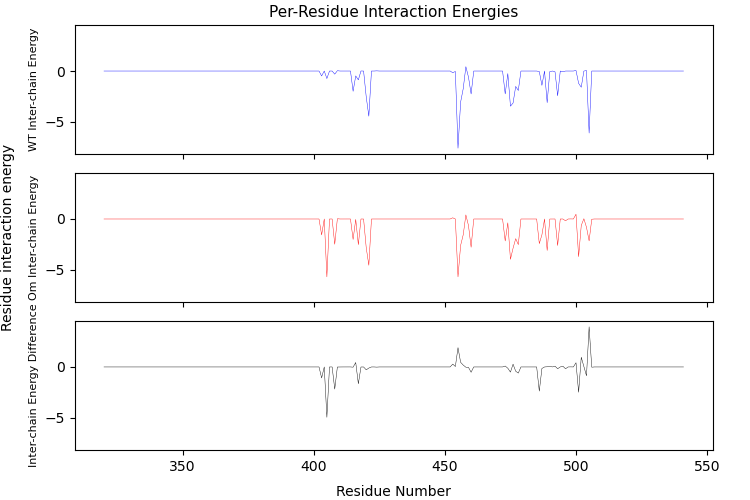 Per-Residue Interaction Energies
Residue interaction energy
WT Inter-chain Energy
0
−5
Om Inter-chain Energy
0
−5
Inter-chain Energy Difference
0
−5
350
400
450
500
550
Residue Number